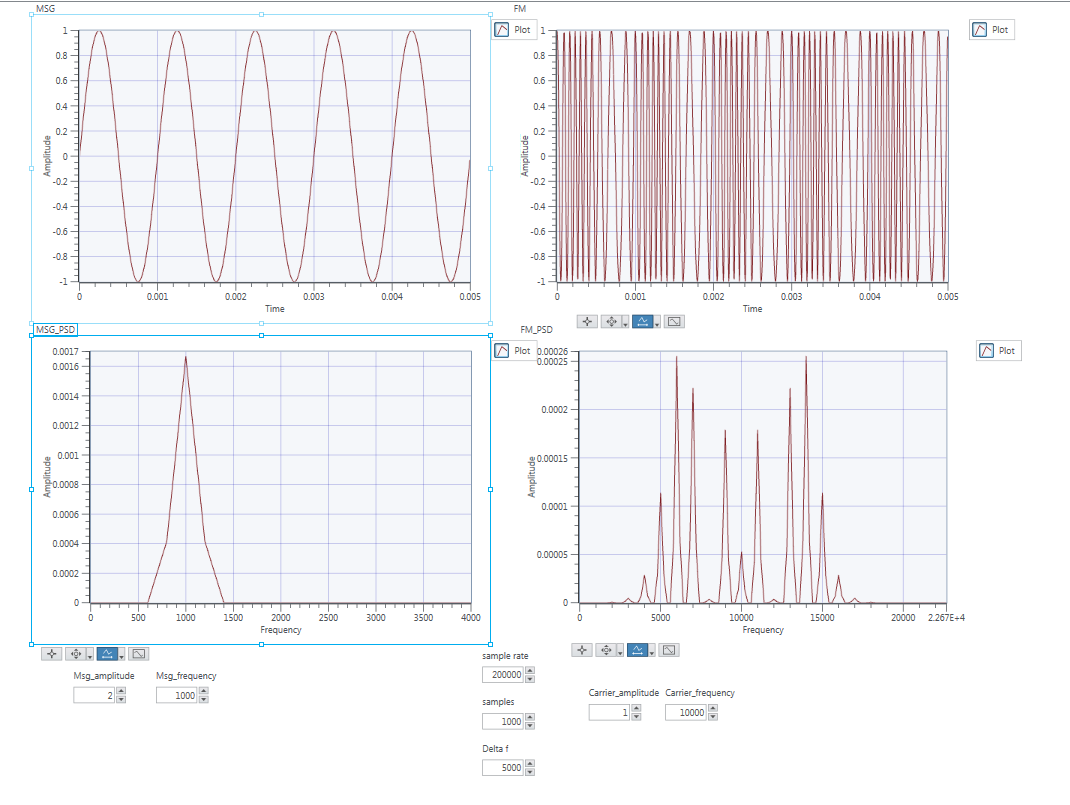 MSG
FM
Plot
Plot
1
0.8
0.6
0.4
0.2
0
-0.2
-0.4
-0.6
-0.8
-1
Amplitude
0 0.001 0.002 0.003 0.004 0.005
Time
1
0.8
0.6
0.4
0.2
0
-0.2
-0.4
-0.6
-0.8
-1
Amplitude
0 0.001 0.002 0.003 0.004 0.005
Time
MSG_PSD
FM_PSD
Plot
Plot
0.0017
0.0016
0.0014
0.0012
0.001
0.0008
0.0006
0.0004
0.0002
0
Amplitude
0 500 1000 1500 2000 2500 3000 3500 4000
Frequency
0.00026
0.00025
0.0002
0.00015
0.0001
0.00005
0
Amplitude
0 5000 10000 15000 20000 2.267E+4
Frequency
Msg_amplitude Msg_frequency
2 1000
sample rate
200000
samples
1000
Delta f
5000
Carrier_amplitude Carrier_frequency
1 10000